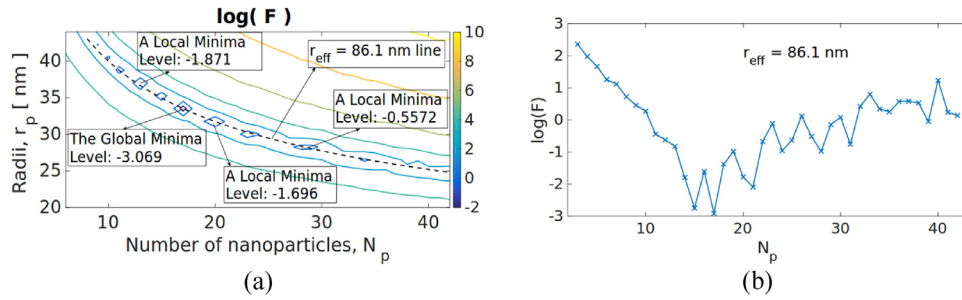 log( F )
A Local Minima
Level: -1.871
r_eff = 86.1 nm line
A Local Minima
Level: -0.5572
The Global Minima
Level: -3.069
A Local Minima
Level: -1.696
Radii, r_p [ nm ]
40
35
30
25
20
10
20
30
40
Number of nanoparticles, N_p
10
8
6
4
2
0
-2
(a)
r_eff = 86.1 nm
log(F)
3
2
1
0
-1
-2
-3
0
10
20
30
40
N_p
(b)